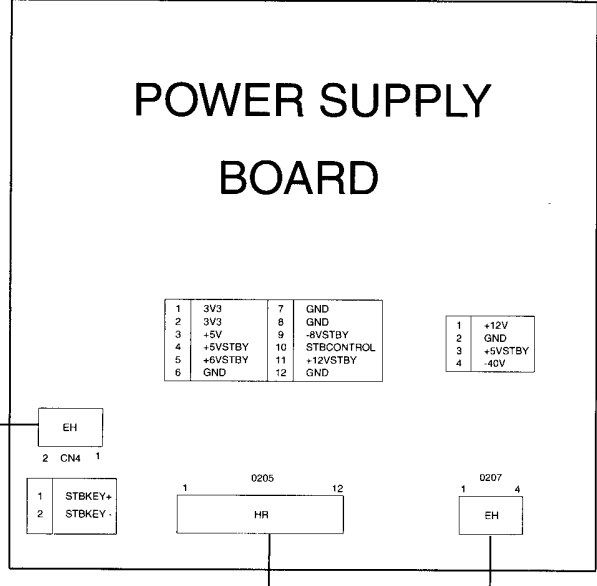 POWER SUPPLY
BOARD
1 3V3 7 GND
2 3V3 8 GND
3 +5V 9 -8VSTBY
4 +5VSTBY 10 STBCONTROL
5 +6VSTBY 11 +12VSTBY
6 GND 12 GND
1 +12V
2 GND
3 +5VSTBY
4 -40V
EH
2 CN4 1
1 STBKEY+
2 STBKEY -
0205
1 12
HR
0207
1 4
EH